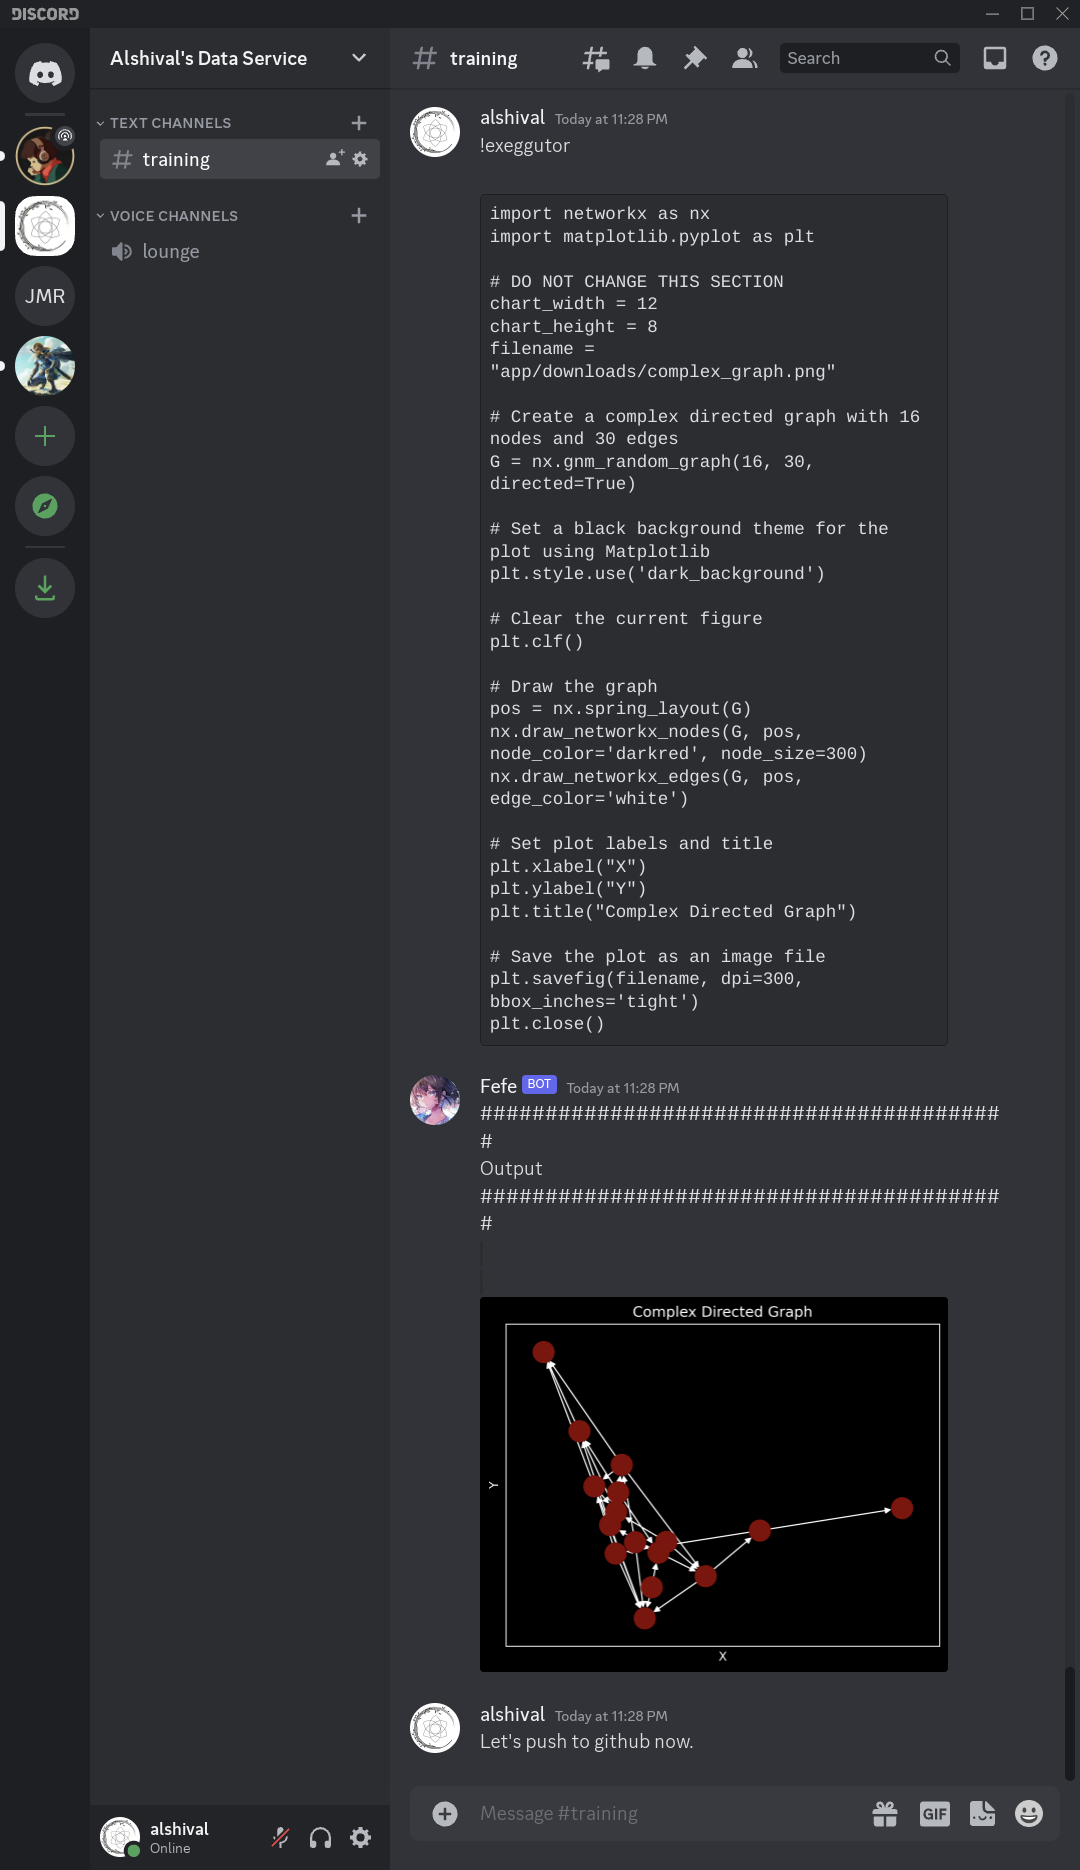 DISCORD
Alshival's Data Service
training
Search
TEXT CHANNELS
training
VOICE CHANNELS
lounge
JMR
alshival Today at 11:28 PM
!exeggutor
import networkx as nx
import matplotlib.pyplot as plt
# DO NOT CHANGE THIS SECTION
chart_width = 12
chart_height = 8
filename =
"app/downloads/complex_graph.png"
# Create a complex directed graph with 16
nodes and 30 edges
G = nx.gnm_random_graph(16, 30,
directed=True)
# Set a black background theme for the
plot using Matplotlib
plt.style.use('dark_background')
# Clear the current figure
plt.clf()
# Draw the graph
pos = nx.spring_layout(G)
nx.draw_networkx_nodes(G, pos,
node_color='darkred', node_size=300)
nx.draw_networkx_edges(G, pos,
edge_color='white')
# Set plot labels and title
plt.xlabel("X")
plt.ylabel("Y")
plt.title("Complex Directed Graph")
# Save the plot as an image file
plt.savefig(filename, dpi=300,
bbox_inches='tight')
plt.close()
Fefe BOT Today at 11:28 PM
########################################
#
Output
########################################
#
Complex Directed Graph
Y
X
alshival Today at 11:28 PM
Let's push to github now.
Message #training
GIF
alshival
Online